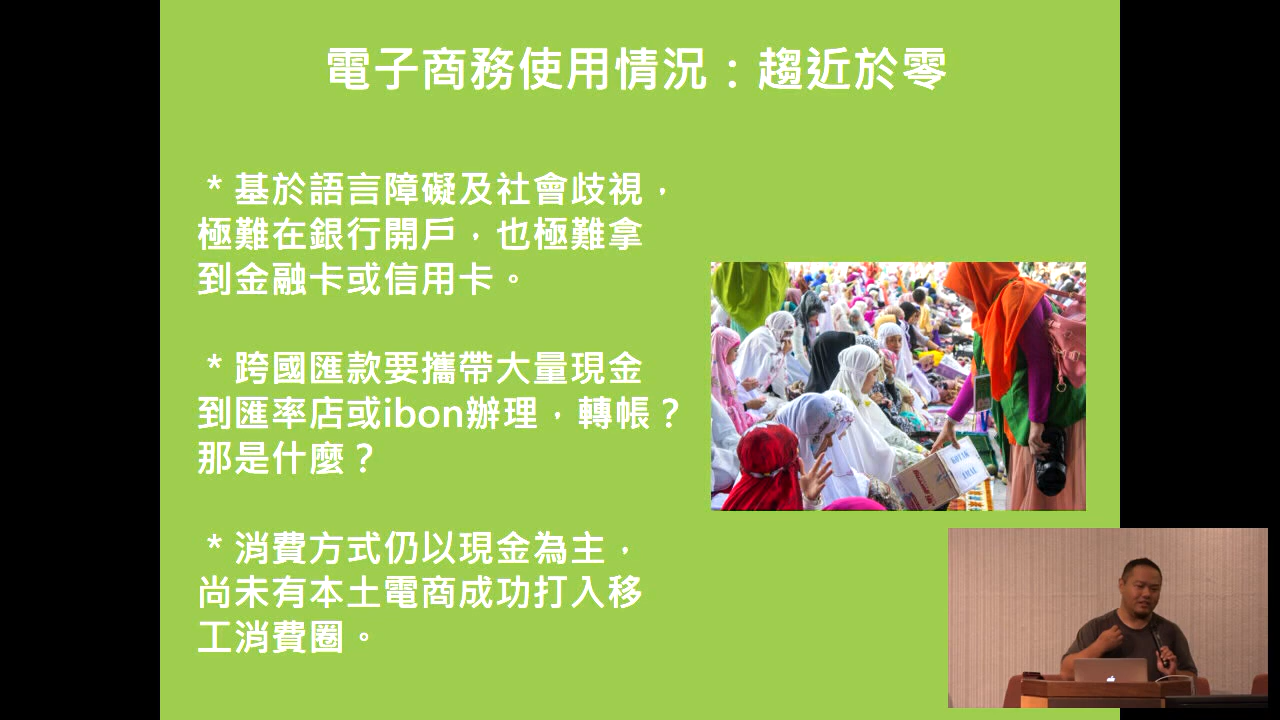 電子商務使用情況：趨近於零
* 基於語言障礙及社會歧視，
極難在銀行開戶，也極難拿
到金融卡或信用卡。
* 跨國匯款要攜帶大量現金
到匯率店或ibon辦理，轉帳？
那是什麼？
* 消費方式仍以現金為主，
尚未有本土電商成功打入移
工消費圈。